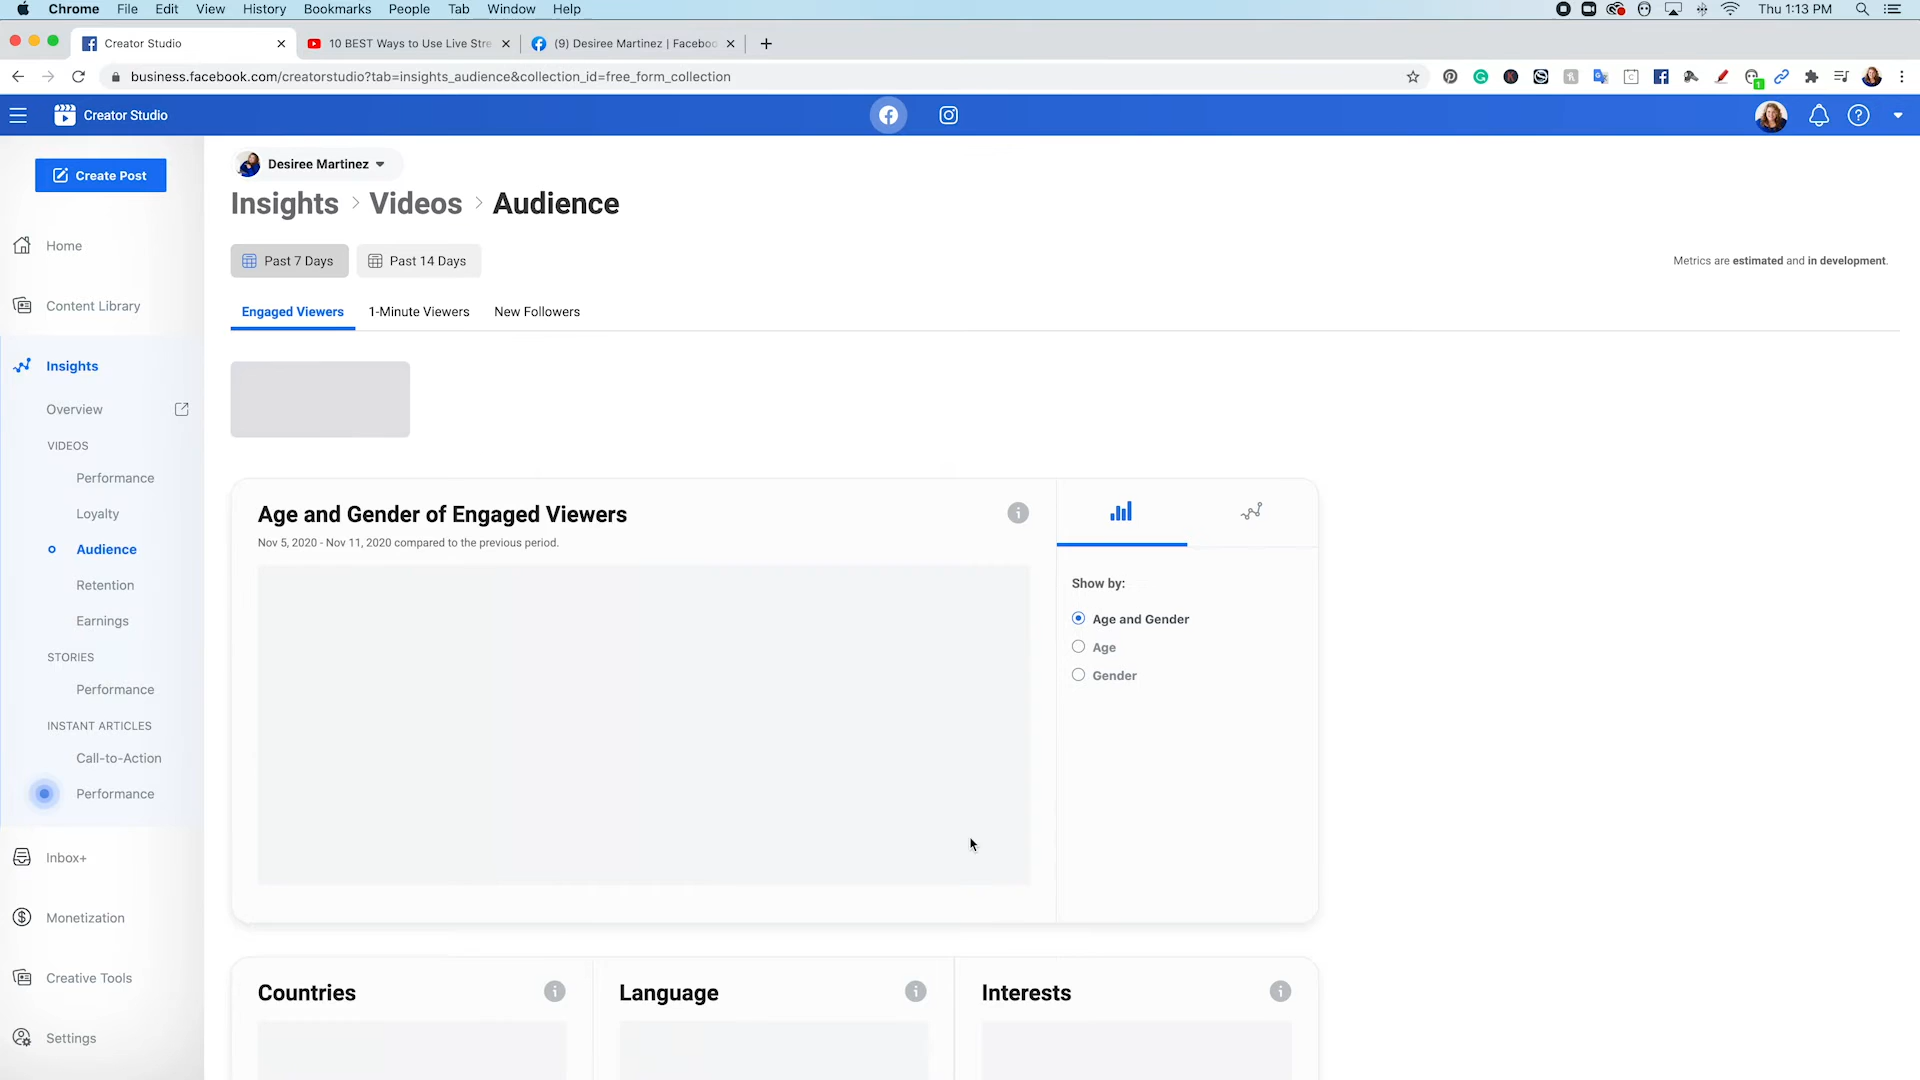 Chrome File Edit View History Bookmarks People Tab Window Help Thu 1:13 PM
Creator Studio 10 BEST Ways to Use Live Stre (9) Desiree Martinez | Faceboo
business.facebook.com/creatorstudio?tab=insights_audience&collection_id=free_form_collection
Creator Studio
Create Post
Home
Content Library
Insights
Overview
VIDEOS
Performance
Loyalty
Audience
Retention
Earnings
STORIES
Performance
INSTANT ARTICLES
Call-to-Action
Performance
Inbox+
Monetization
Creative Tools
Settings
Desiree Martinez
Insights > Videos > Audience
Past 7 Days Past 14 Days
Metrics are estimated and in development.
Engaged Viewers 1-Minute Viewers New Followers
Age and Gender of Engaged Viewers
Nov 5, 2020 - Nov 11, 2020 compared to the previous period.
Show by:
Age and Gender
Age
Gender
Countries Language Interests